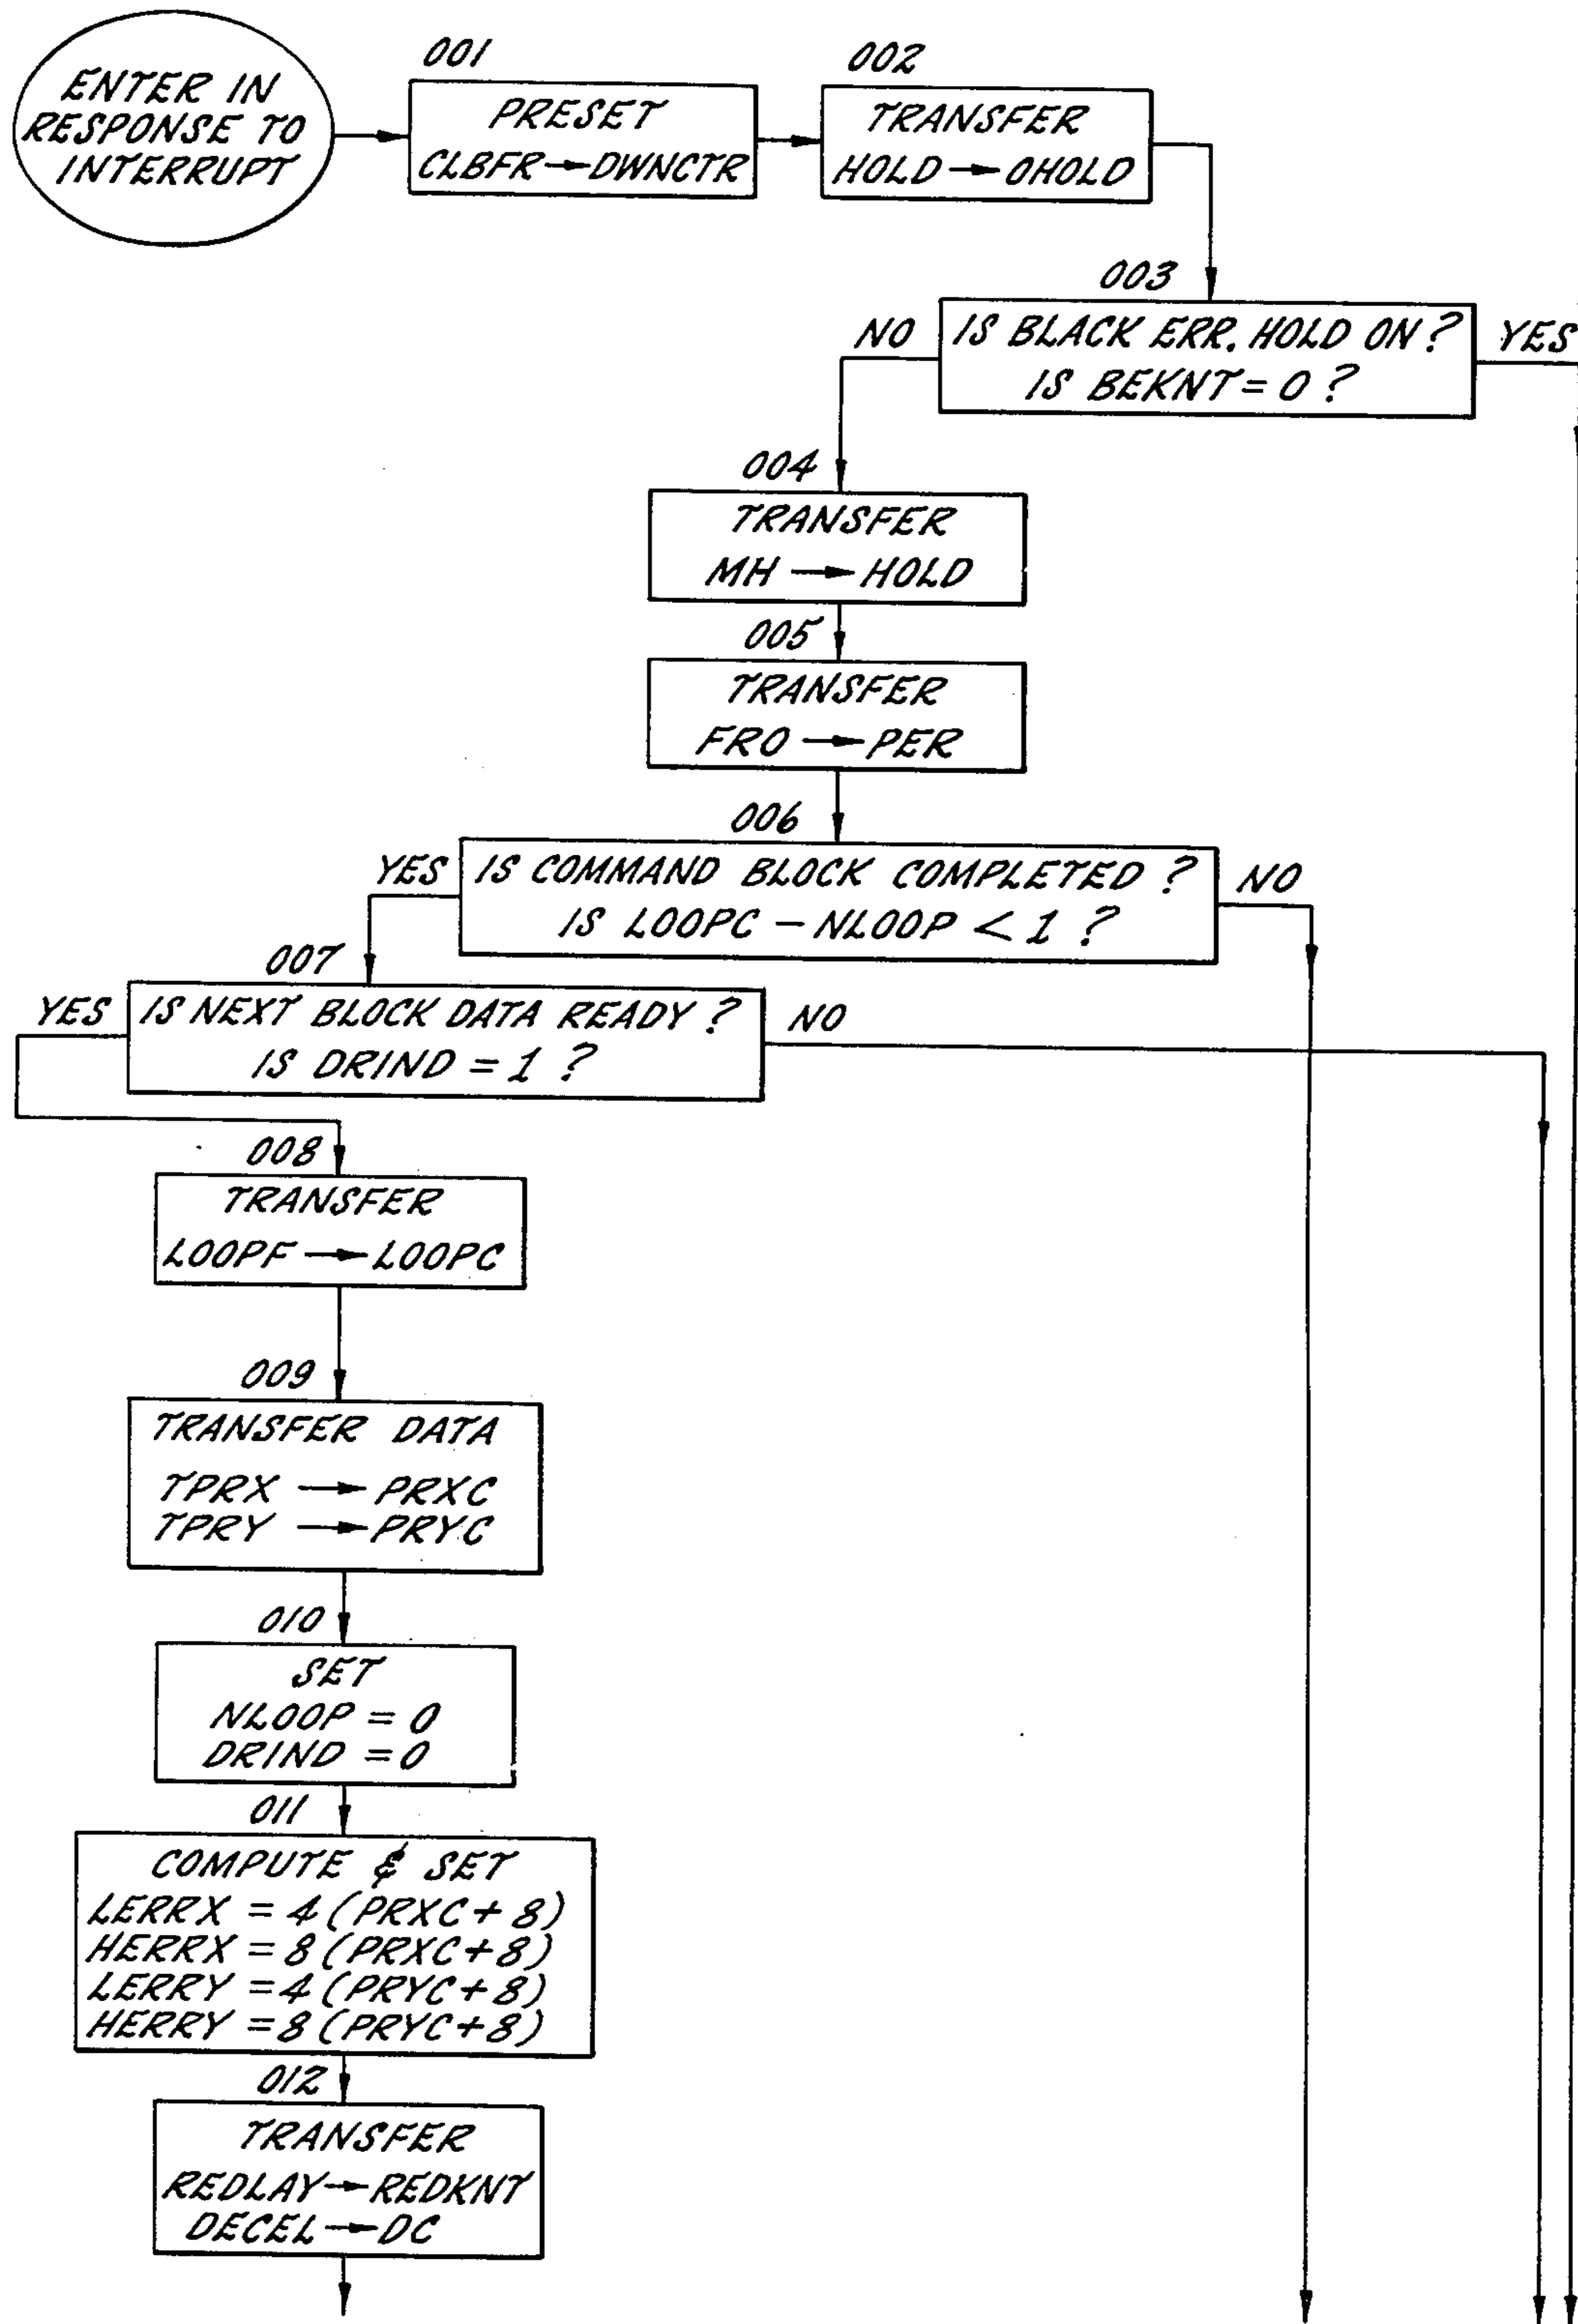 ENTER IN
RESPONSE TO
INTERRUPT
001
PRESET
CLBFR → DWNCTR
002
TRANSFER
HOLD → OHOLD
003
NO
IS BLACK ERR. HOLD ON ?
IS BEKNT = 0 ?
YES
004
TRANSFER
MH → HOLD
005
TRANSFER
FRO → PER
006
YES
IS COMMAND BLOCK COMPLETED ?
IS LOOPC - NLOOP < 1 ?
NO
007
YES
IS NEXT BLOCK DATA READY ?
IS DRIND = 1 ?
NO
008
TRANSFER
LOOPF → LOOPC
009
TRANSFER DATA
TPRX → PRXC
TPRY → PRYC
010
SET
NLOOP = 0
DRIND = 0
011
COMPUTE & SET
LERRX = 4 (PRXC + 8)
HERRX = 8 (PRXC + 8)
LERRY = 4 (PRYC + 8)
HERRY = 8 (PRYC + 8)
012
TRANSFER
REDLAY → REDKNT
DECEL → DC